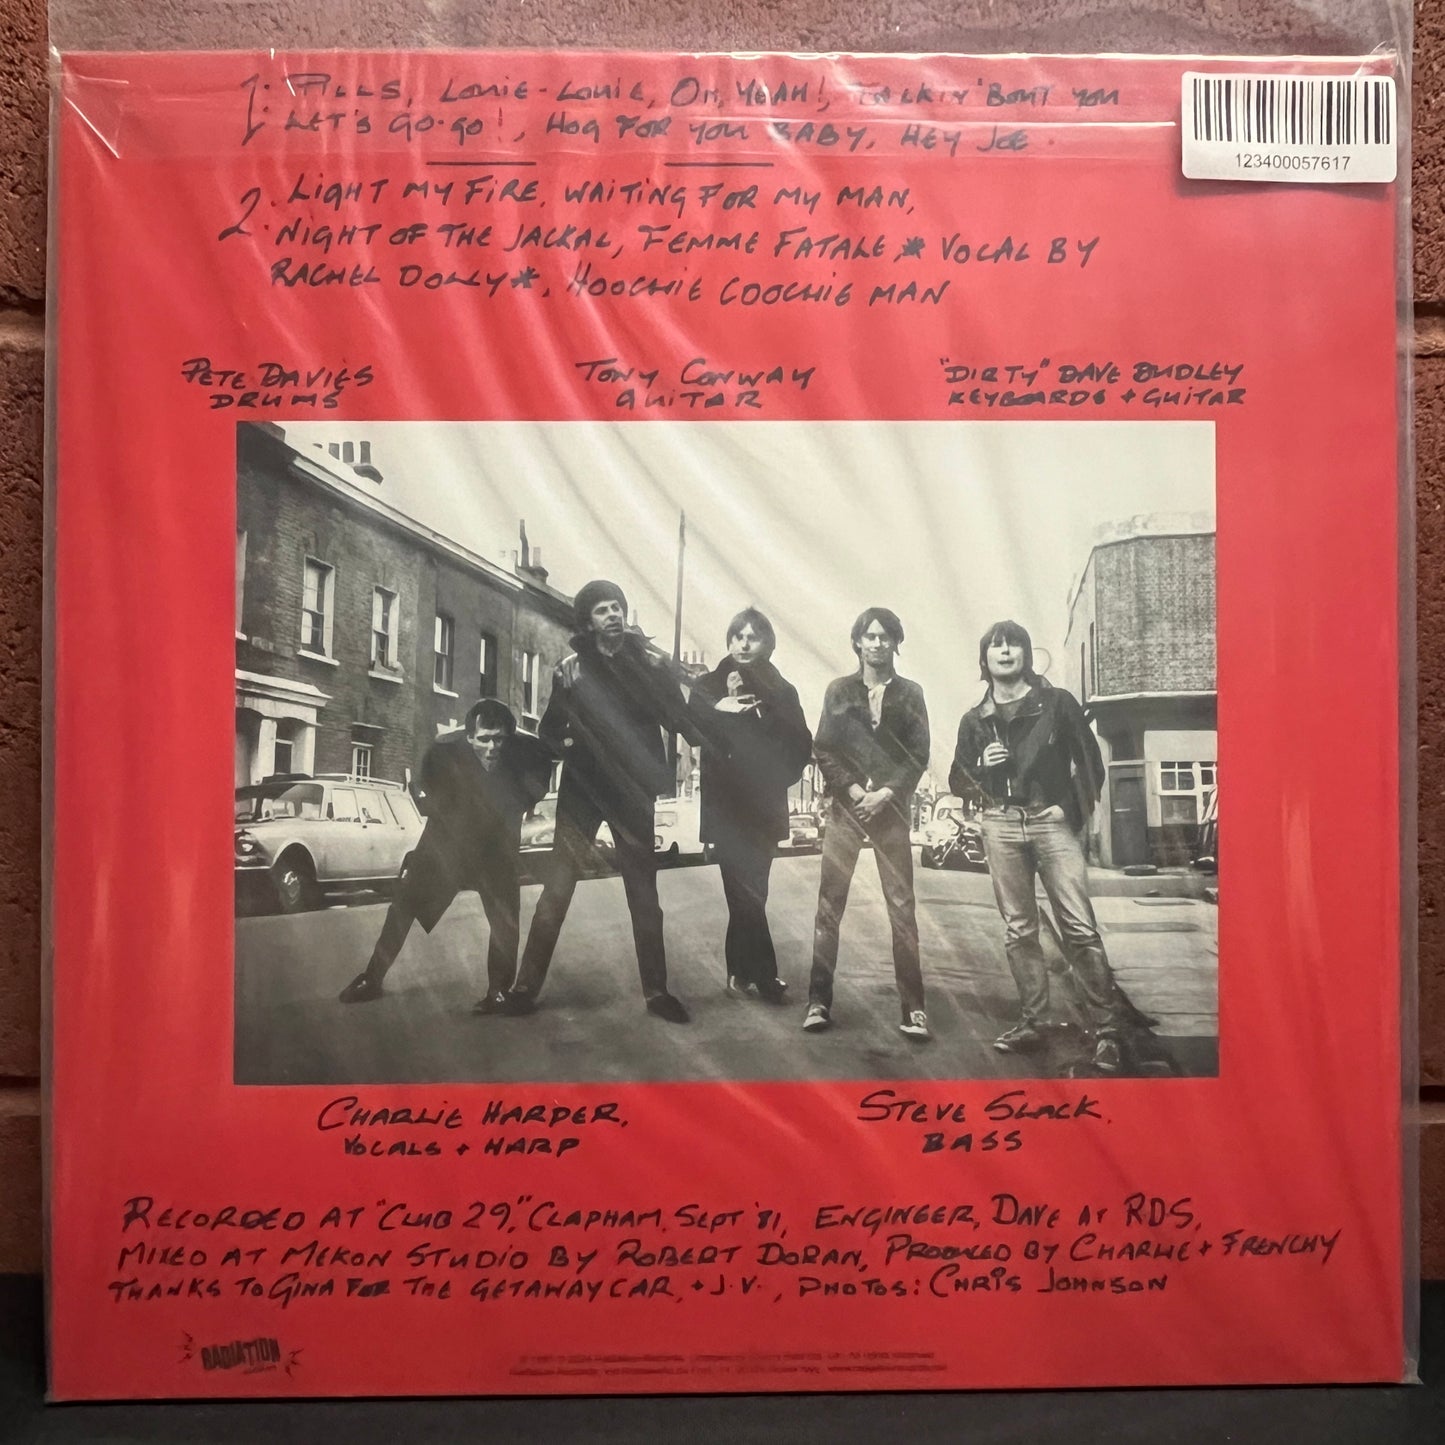 1: PILLS, LOUIE-LOUIE, OH, YEAH!, TALKIN' 'BOUT YOU
LET'S GO-GO!, HOG FOR YOU BABY, HEY JOE.
123400057617
2. LIGHT MY FIRE, WAITING FOR MY MAN,
NIGHT OF THE JACKAL, FEMME FATALE,* VOCAL BY
RACHEL DOLLY*, HOOCHIE COOCHIE MAN
PETE DAVIES
DRUMS
TONY CONWAY
GUITAR
"DIRTY" DAVE DUDLEY
KEYBOARDS + GUITAR
CHARLIE HARPER,
VOCALS + HARP
STEVE SLACK,
BASS
RECORDED AT "CLUB 29," CLAPHAM, SEPT '81, ENGINEER, DAVE AT RDS,
MIXED AT MEKON STUDIO BY ROBERT DORAN, PRODUCED BY CHARLIE + FRENCHY
THANKS TO GINA FOR THE GETAWAY CAR, + J.V., PHOTOS: CHRIS JOHNSON
RADIATION